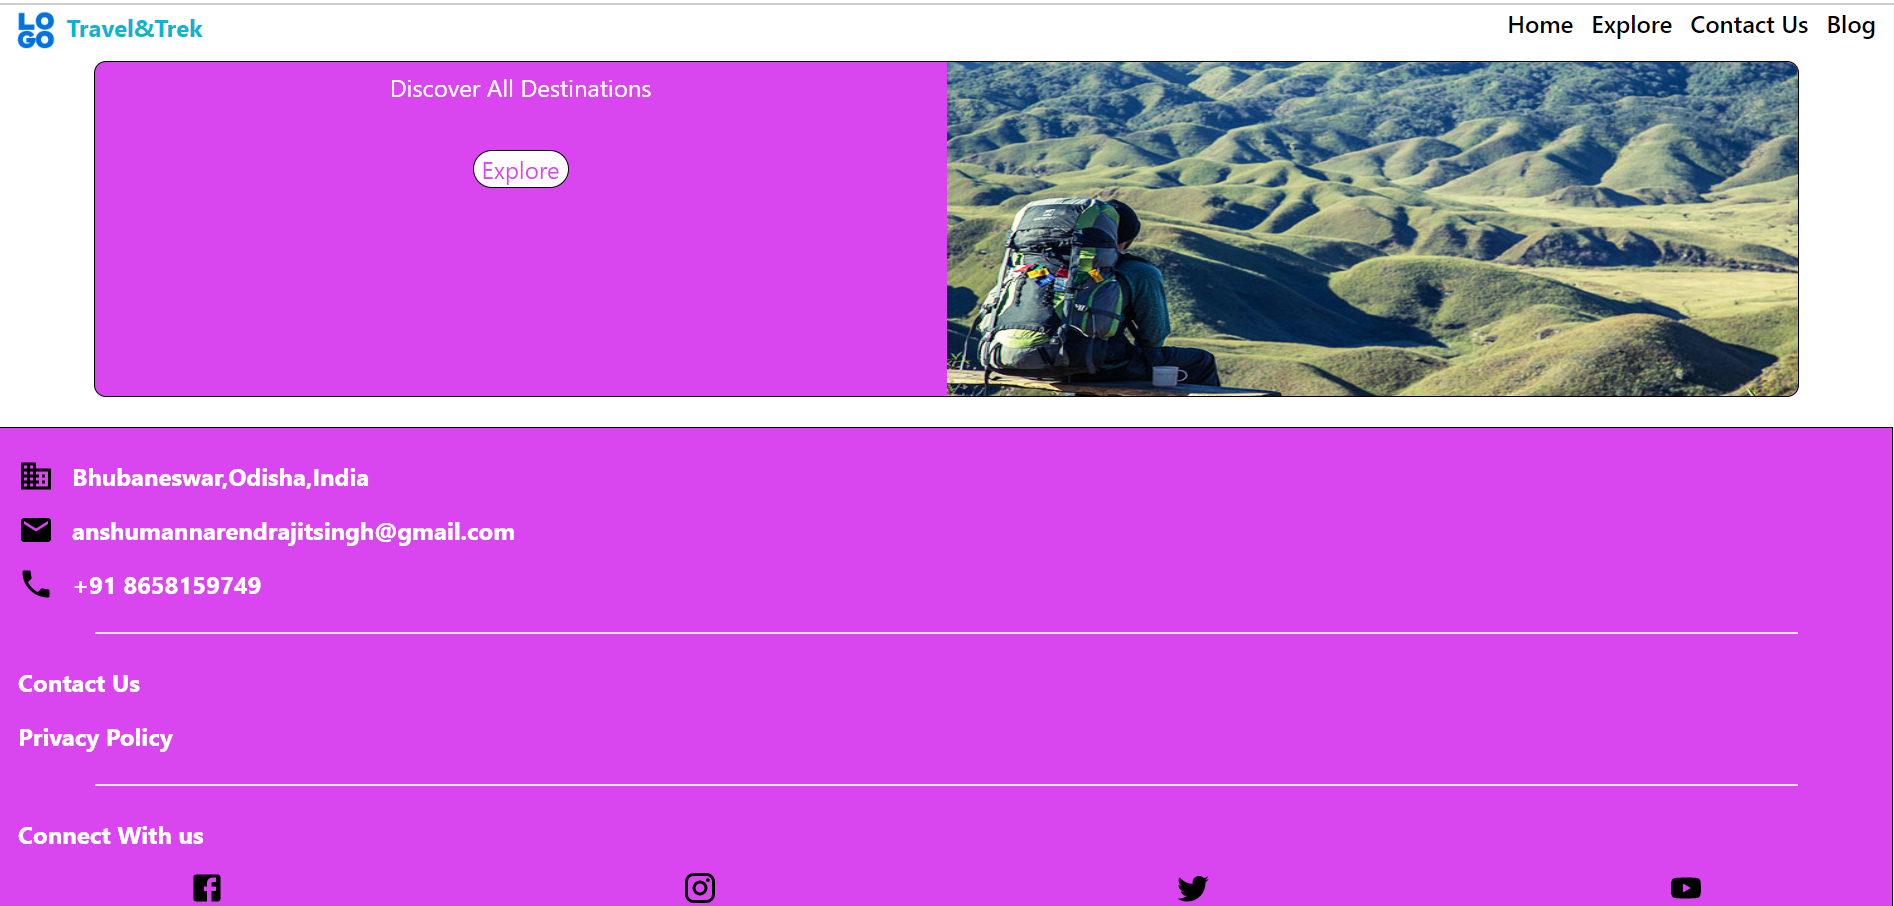 LO
GO
Travel&Trek
Home Explore Contact Us Blog
Discover All Destinations
Explore
Bhubaneswar,Odisha,India
anshumannarendrajitsingh@gmail.com
+91 8658159749
Contact Us
Privacy Policy
Connect With us